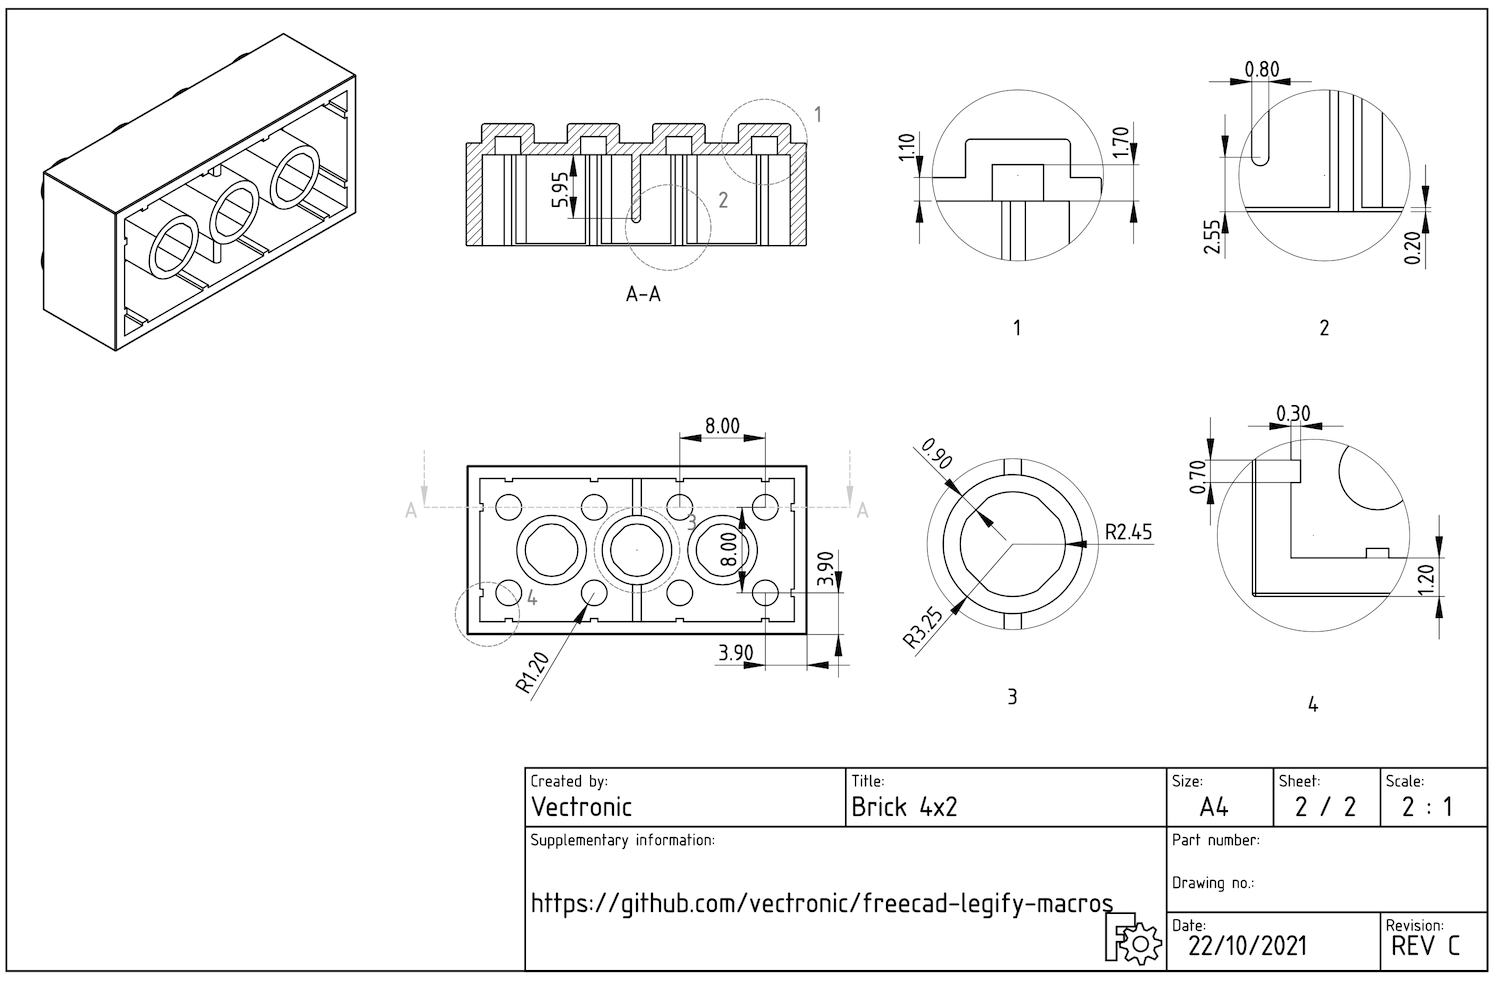 1
2
5.95
A-A
1.10
1.70
1
0.80
2.55
0.20
2
8.00
A
A
3
8.00
3.90
4
R1.20
3.90
0.90
R2.45
R3.25
3
0.30
0.70
1.20
4
Created by:
Vectronic
Title:
Brick 4x2
Size:
A4
Sheet:
2 / 2
Scale:
2 : 1
Supplementary information:
https://github.com/vectronic/freecad-legify-macros
Part number:
Drawing no.:
Date:
22/10/2021
Revision:
REV C